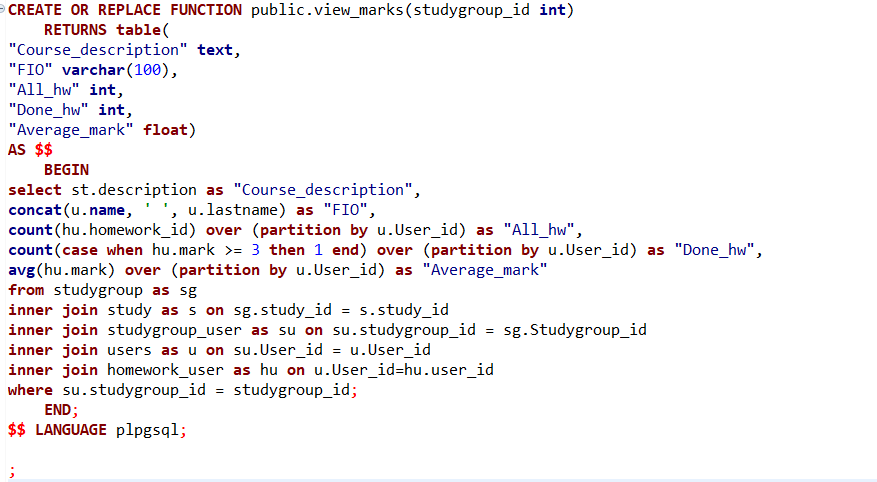 CREATE OR REPLACE FUNCTION public.view_marks(studygroup_id int)
RETURNS table(
"Course_description" text,
"FIO" varchar(100),
"All_hw" int,
"Done_hw" int,
"Average_mark" float)
AS $$
BEGIN
select st.description as "Course_description",
concat(u.name, ' ', u.lastname) as "FIO",
count(hu.homework_id) over (partition by u.User_id) as "All_hw",
count(case when hu.mark >= 3 then 1 end) over (partition by u.User_id) as "Done_hw",
avg(hu.mark) over (partition by u.User_id) as "Average_mark"
from studygroup as sg
inner join study as s on sg.study_id = s.study_id
inner join studygroup_user as su on su.studygroup_id = sg.Studygroup_id
inner join users as u on su.User_id = u.User_id
inner join homework_user as hu on u.User_id=hu.user_id
where su.studygroup_id = studygroup_id;
END;
$$ LANGUAGE plpgsql;
;